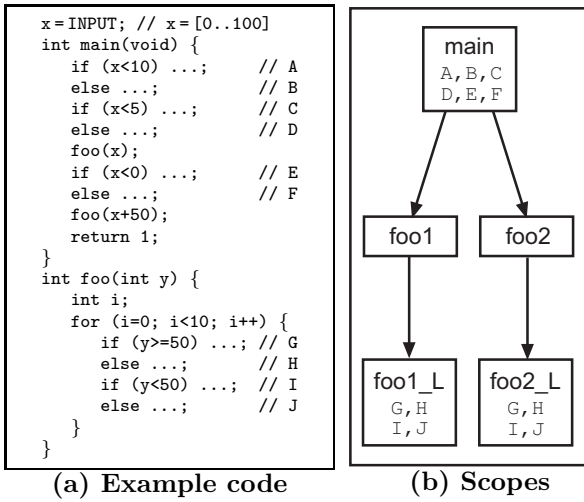 x=INPUT; // x = [0..100]
int main(void) {
if (x<10) ...; // A
else ...; // B
if (x<5) ...; // C
else ...; // D
foo(x);
if (x<0) ...; // E
else ...; // F
foo(x+50);
return 1;
}
int foo(int y) {
int i;
for (i=0; i<10; i++) {
if (y>=50) ...; // G
else ...; // H
if (y<50) ...; // I
else ...; // J
}
}
(a) Example code
main
A,B,C
D,E,F
foo1
foo2
foo1_L
G,H
I,J
foo2_L
G,H
I,J
(b) Scopes